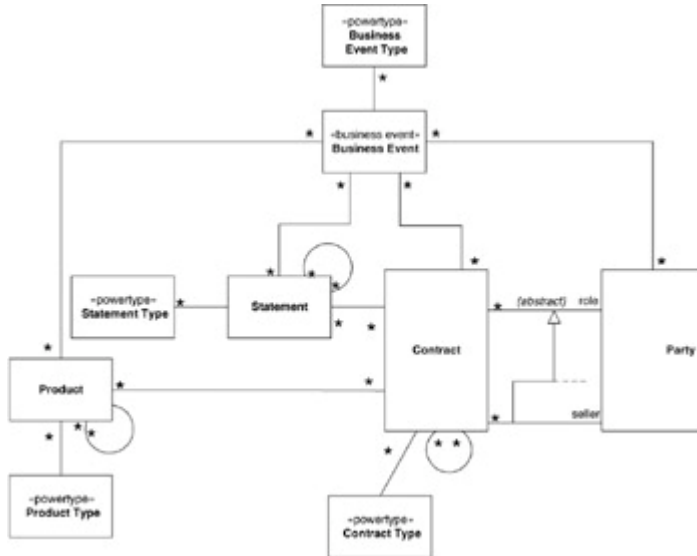 «powertype»
Business
Event Type
*
*
*
«business event»
Business Event
*
*
*
*
*
*
*
*
*
«powertype»
Statement Type
*
Statement
*
*
*
Contract
*
(abstract)
role
Party
*
Product
*
*
*
*
*
*
seller
*
*
*
*
«powertype»
Product Type
«powertype»
Contract Type